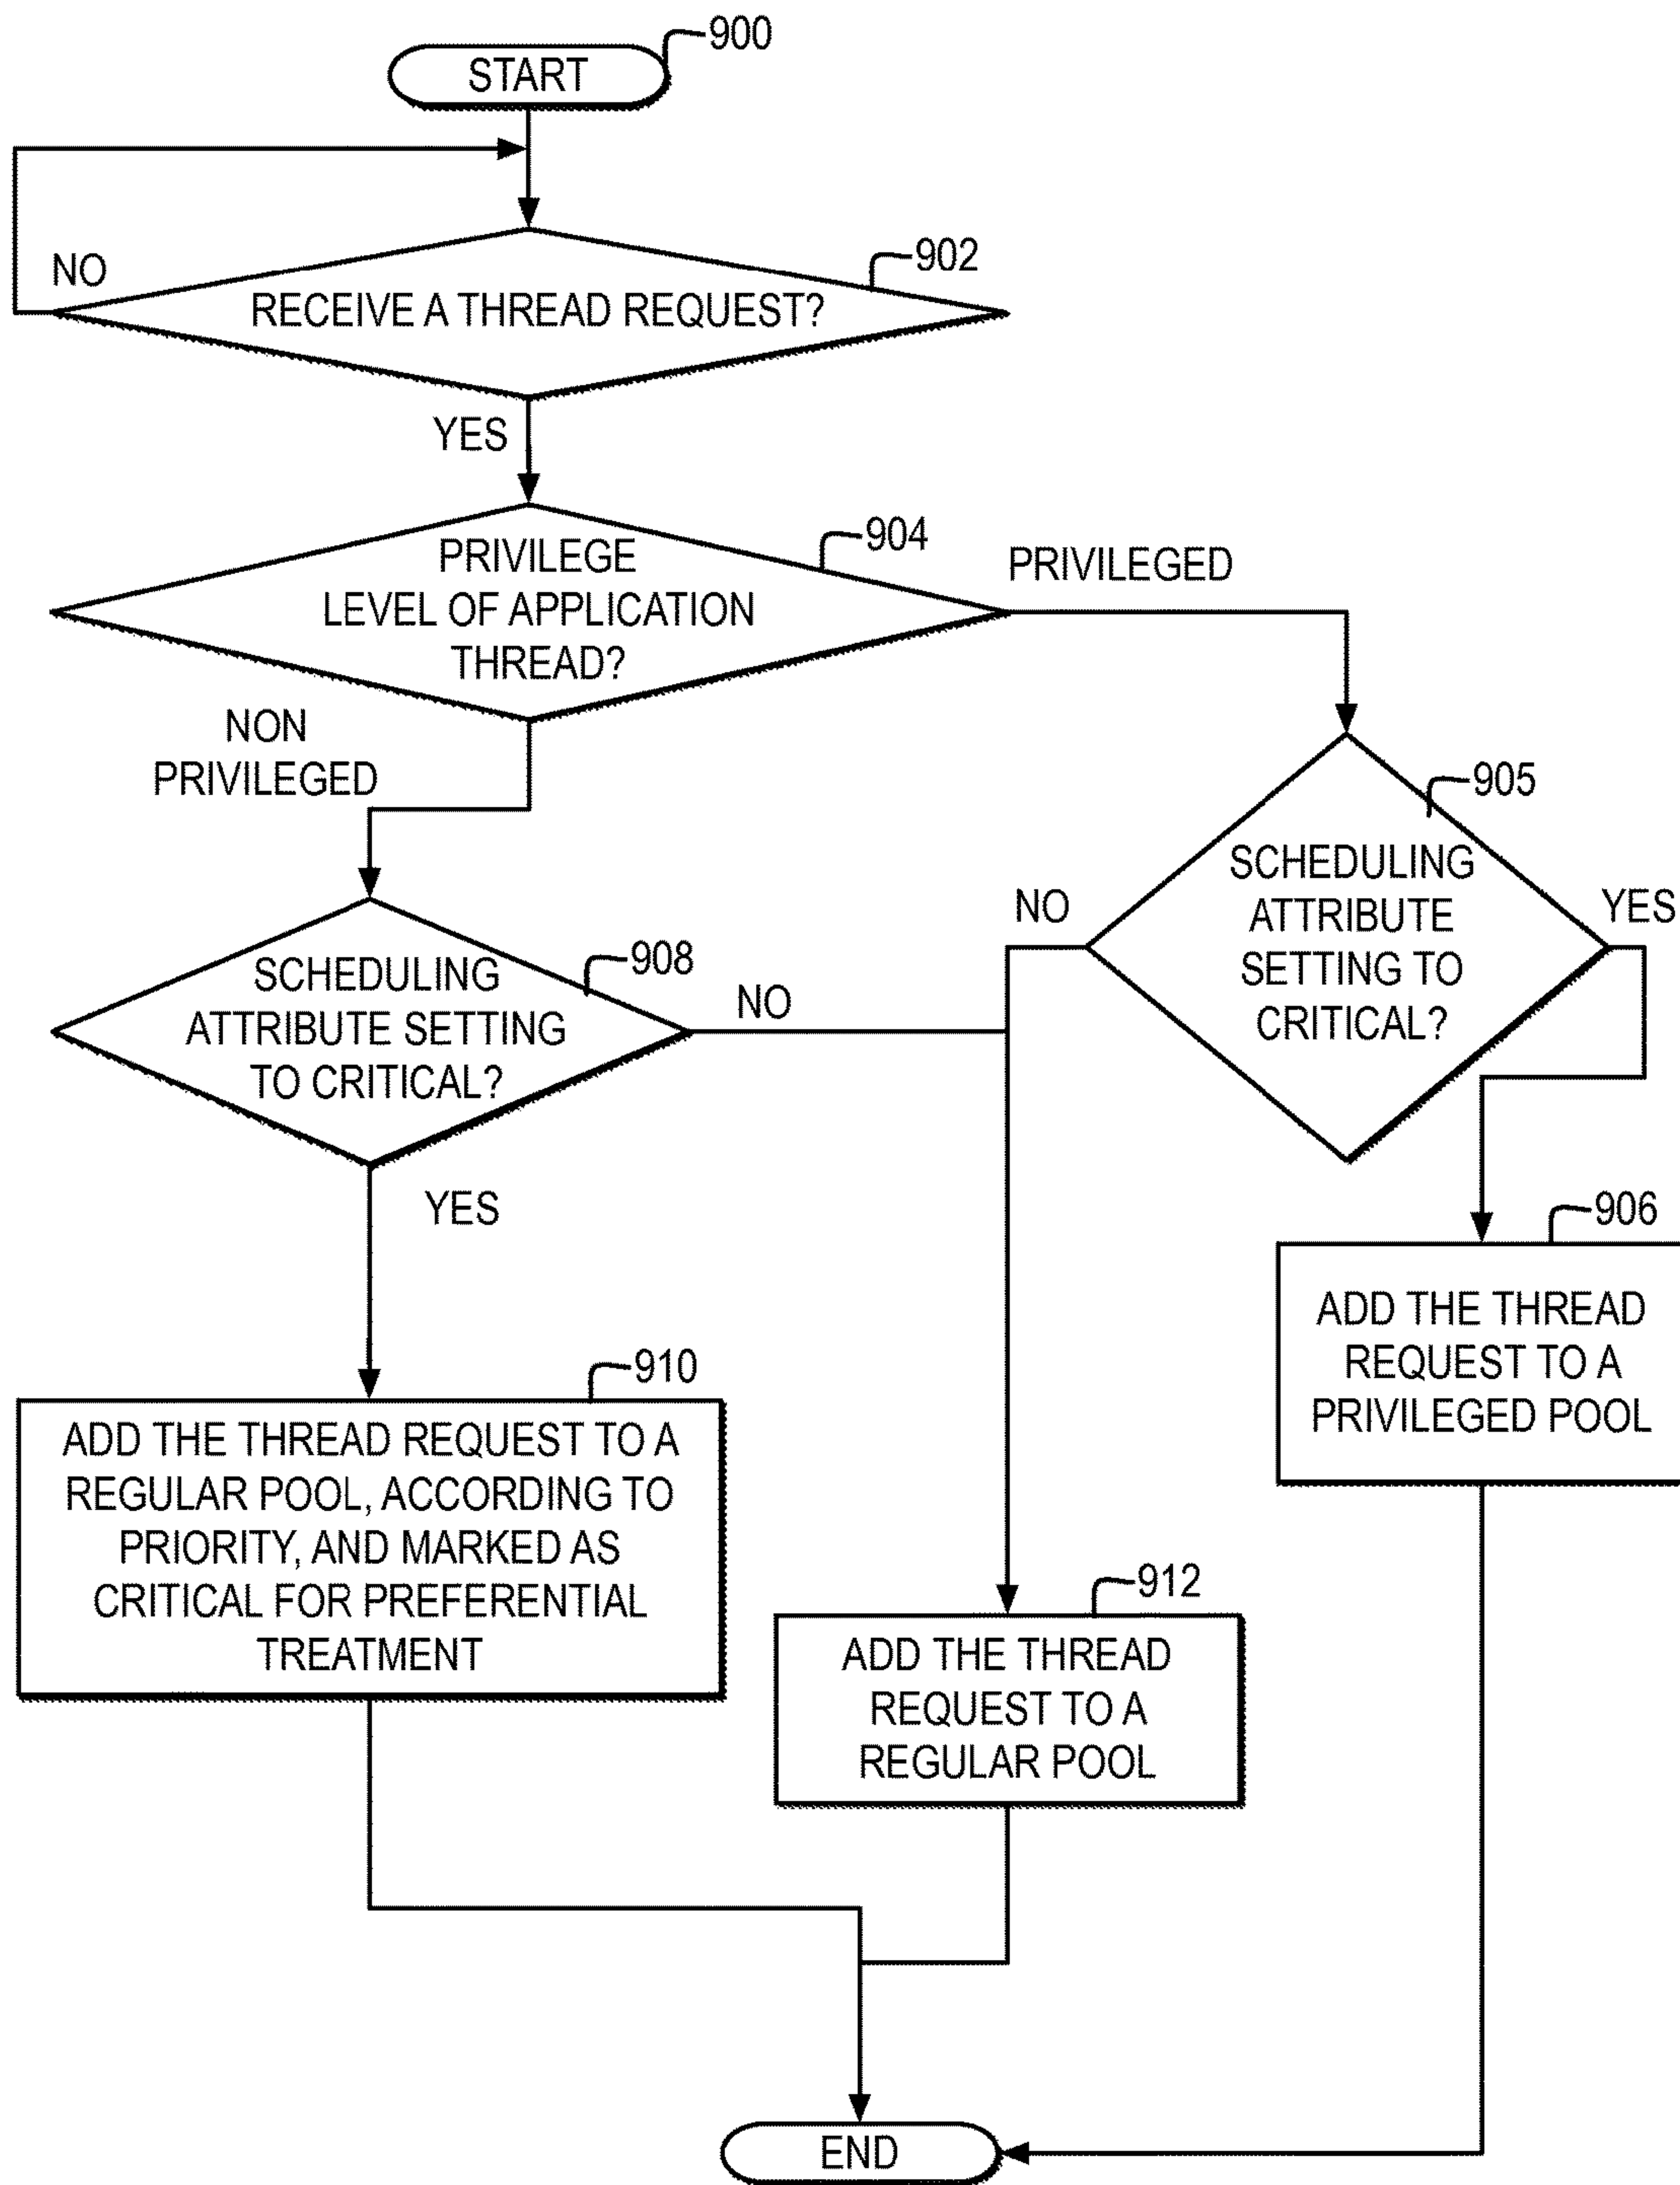 900
START
902
NO
RECEIVE A THREAD REQUEST?
YES
904
PRIVILEGE
LEVEL OF APPLICATION
THREAD?
PRIVILEGED
NON
PRIVILEGED
905
SCHEDULING
ATTRIBUTE
SETTING TO
CRITICAL?
NO
YES
908
SCHEDULING
ATTRIBUTE SETTING
TO CRITICAL?
NO
YES
906
ADD THE THREAD
REQUEST TO A
PRIVILEGED POOL
910
ADD THE THREAD REQUEST TO A
REGULAR POOL, ACCORDING TO
PRIORITY, AND MARKED AS
CRITICAL FOR PREFERENTIAL
TREATMENT
912
ADD THE THREAD
REQUEST TO A
REGULAR POOL
END